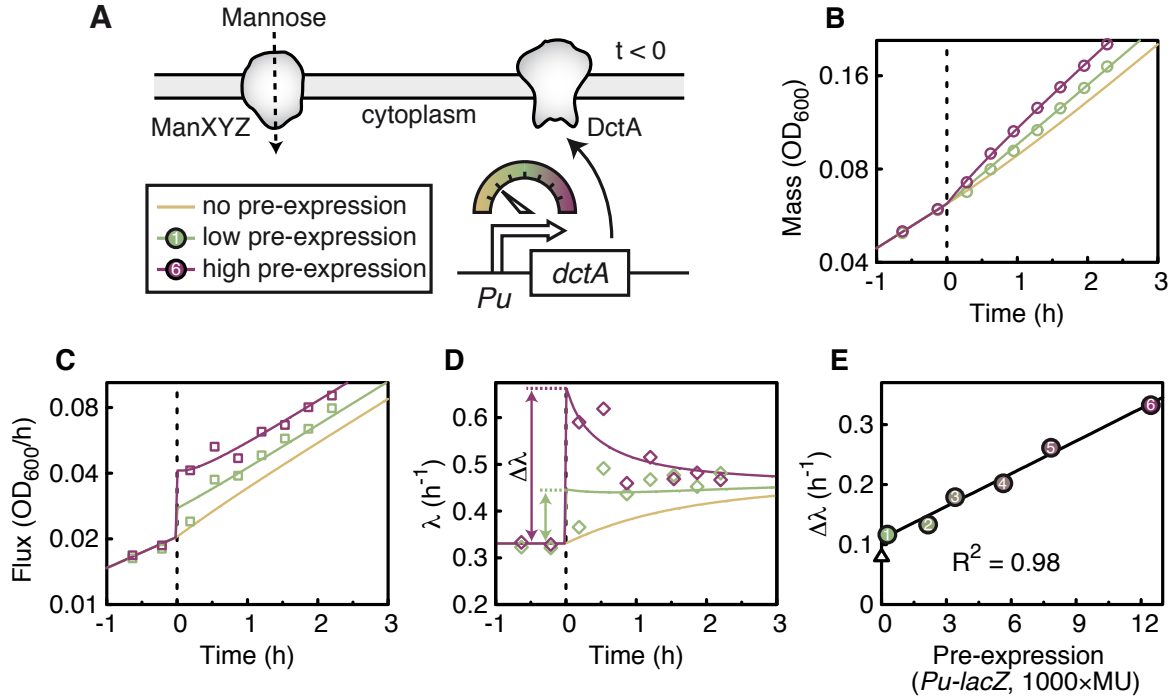 A
Mannose
t < 0
ManXYZ
cytoplasm
DctA
no pre-expression
1 low pre-expression
6 high pre-expression
Pu
dctA
B
Mass (OD600)
0.16
0.08
0.04
-1 0 1 2 3
Time (h)
C
Flux (OD600/h)
0.08
0.04
0.02
0.01
-1 0 1 2 3
Time (h)
D
λ (h-1)
0.6
0.5
0.4
0.3
0.2
Δλ
-1 0 1 2 3
Time (h)
E
Δλ (h-1)
0.3
0.2
0.1
0
1 2 3 4 5 6
R2 = 0.98
0 3 6 9 12
Pre-expression
(Pu-lacZ, 1000×MU)